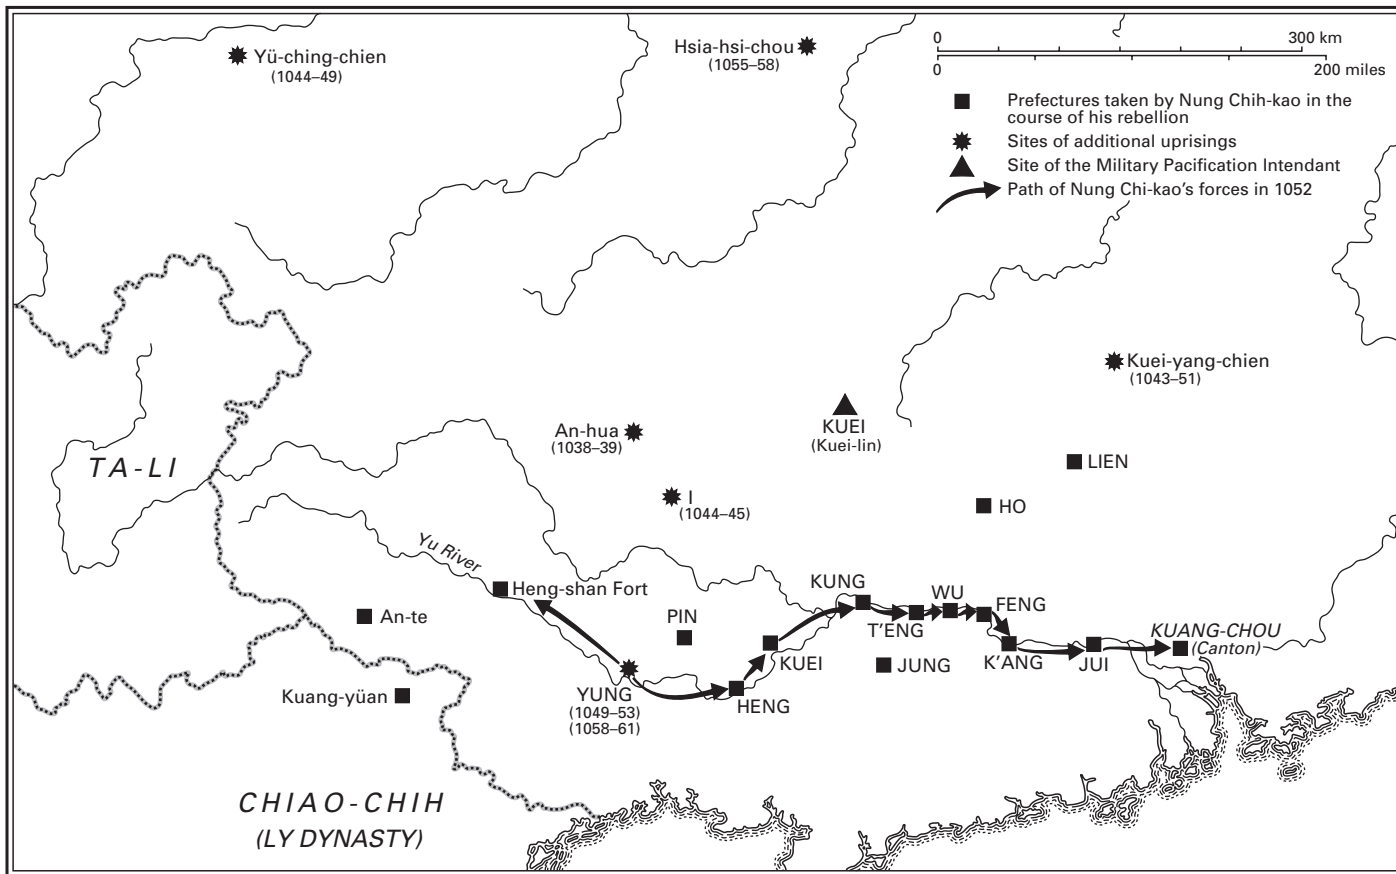 Yü-ching-chien
(1044–49)
Hsia-hsi-chou
(1055–58)
0
300 km
0
200 miles
Prefectures taken by Nung Chih-kao in the
course of his rebellion
Sites of additional uprisings
Site of the Military Pacification Intendant
Path of Nung Chi-kao's forces in 1052
Kuei-yang-chien
(1043–51)
An-hua
(1038–39)
KUEI
(Kuei-lin)
TA-LI
LIEN
I
(1044–45)
HO
Yu River
Heng-shan Fort
KUNG
WU
FENG
An-te
PIN
T'ENG
KUANG-CHOU
(Canton)
KUEI
JUNG
K'ANG
JUI
Kuang-yüan
YUNG
(1049–53)
(1058–61)
HENG
CHIAO-CHIH
(LY DYNASTY)